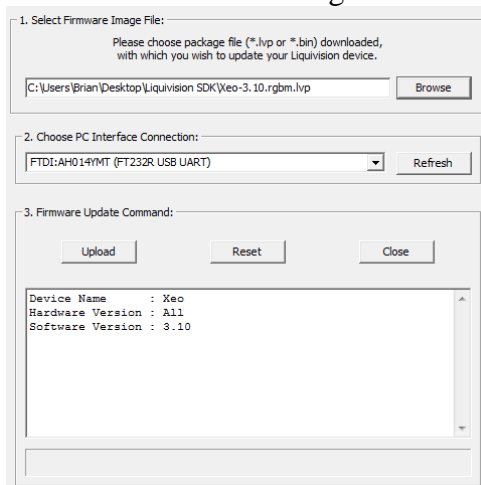 1. Select Firmware Image File:
Please choose package file (*.lvp or *.bin) downloaded,
with which you wish to update your Liquivision device.
C:\Users\Brian\Desktop\Liquivision SDK\Xeo-3.10.rgbm.lvp
Browse
2. Choose PC Interface Connection:
FTDI:AH014YMT (FT232R USB UART)
Refresh
3. Firmware Update Command:
Upload
Reset
Close
Device Name : Xeo
Hardware Version : All
Software Version : 3.10